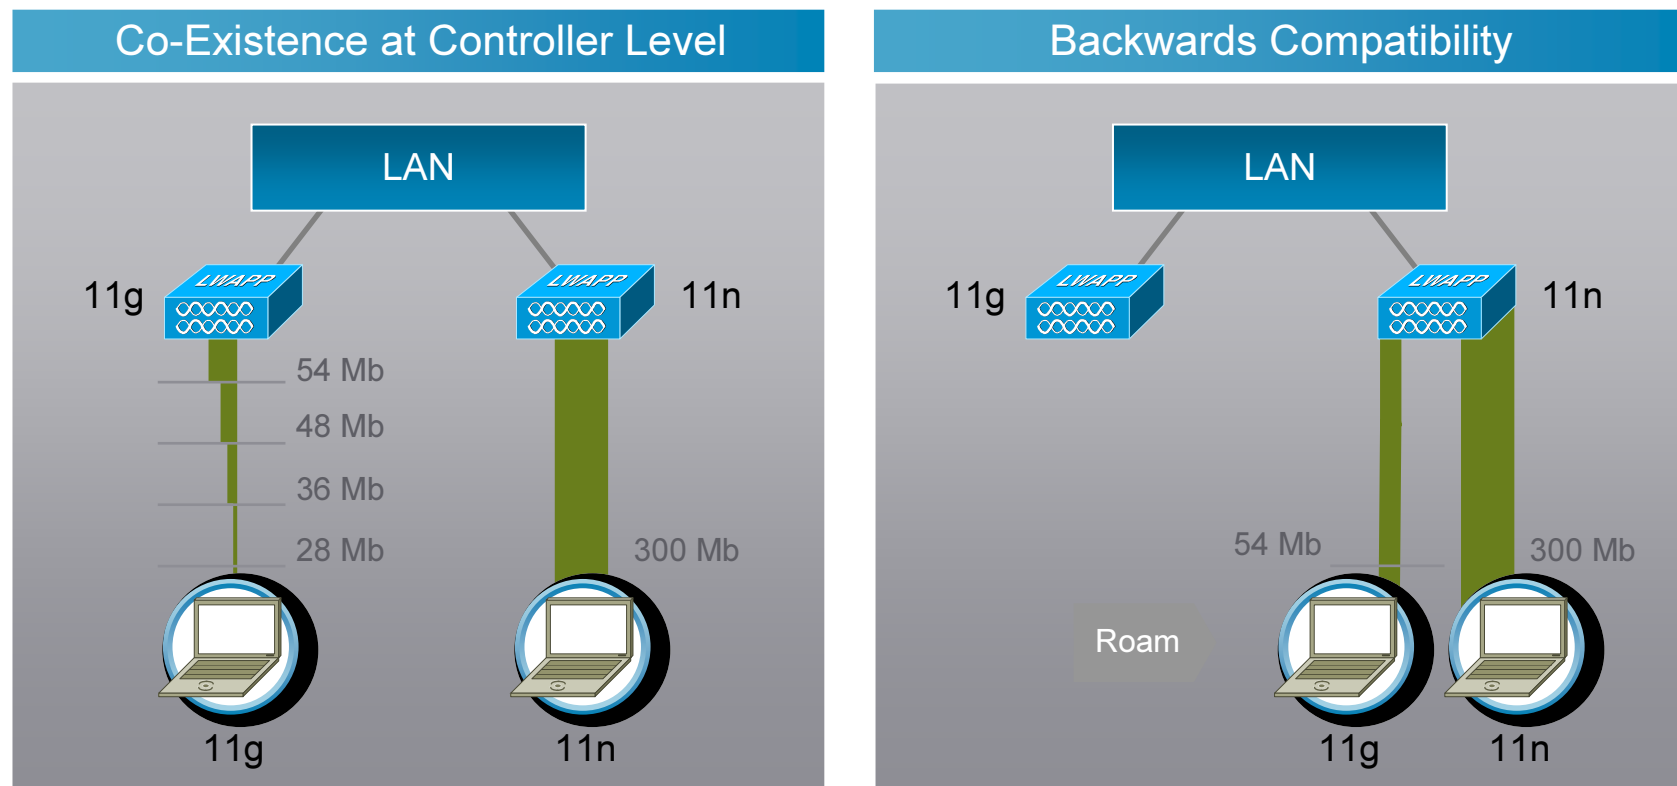 Co-Existence at Controller Level
LAN
LWAPP
LWAPP
11g
11n
54 Mb
48 Mb
36 Mb
28 Mb
300 Mb
11g
11n
Backwards Compatibility
LAN
LWAPP
LWAPP
11g
11n
54 Mb
300 Mb
Roam
11g
11n